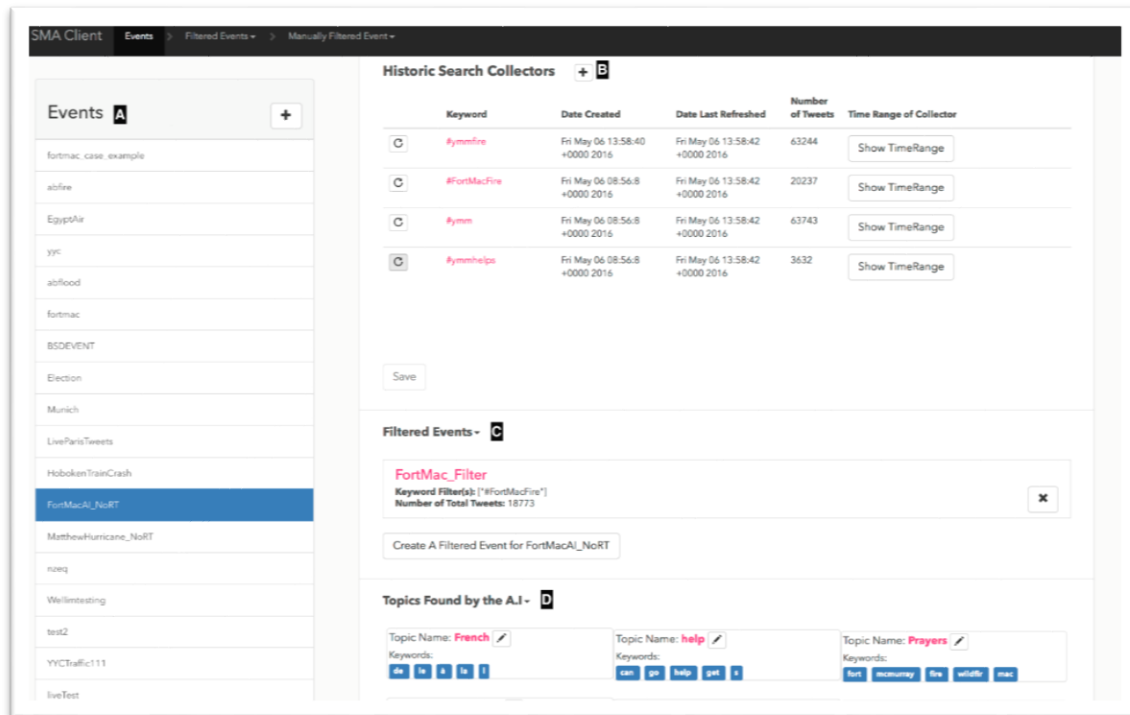 SMA Client Events > Filtered Events > Manually Filtered Event
Events A +
fortmac_case_example
abfire
EgyptAir
yyc
abflood
fortmac
BSDEVENT
Election
Munich
LiveParisTweets
HobokenTrainCrash
FortMacAI_NoRT
MatthewHurricane_NoRT
nzeq
Wellimtesting
test2
YYCTraffic111
liveTest
Historic Search Collectors + B
Keyword Date Created Date Last Refreshed Number of Tweets Time Range of Collector
#ymmfire Fri May 06 13:58:40 Fri May 06 13:58:42 63244 Show TimeRange
+0000 2016 +0000 2016
#FortMacFire Fri May 06 08:56:8 Fri May 06 13:58:42 20237 Show TimeRange
+0000 2016 +0000 2016
#ymm Fri May 06 08:56:8 Fri May 06 13:58:42 63743 Show TimeRange
+0000 2016 +0000 2016
#ymmhelps Fri May 06 08:56:8 Fri May 06 13:58:42 3632 Show TimeRange
+0000 2016 +0000 2016
Save
Filtered Events C
FortMac_Filter
Keyword Filter(s): ["#FortMacFire"]
Number of Total Tweets: 18773
Create A Filtered Event for FortMacAI_NoRT
Topics Found by the A.I D
Topic Name: French Topic Name: help Topic Name: Prayers
Keywords: Keywords: Keywords:
de le à la l can go help get s fort mcmurray fire wildfir mac